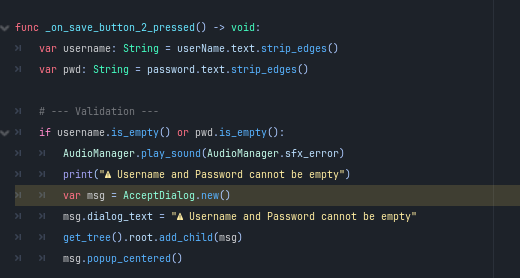 func _on_save_button_2_pressed() -> void:
var username: String = userName.text.strip_edges()
var pwd: String = password.text.strip_edges()
# --- Validation ---
if username.is_empty() or pwd.is_empty():
AudioManager.play_sound(AudioManager.sfx_error)
print("⚠ Username and Password cannot be empty")
var msg = AcceptDialog.new()
msg.dialog_text = "⚠ Username and Password cannot be empty"
get_tree().root.add_child(msg)
msg.popup_centered()